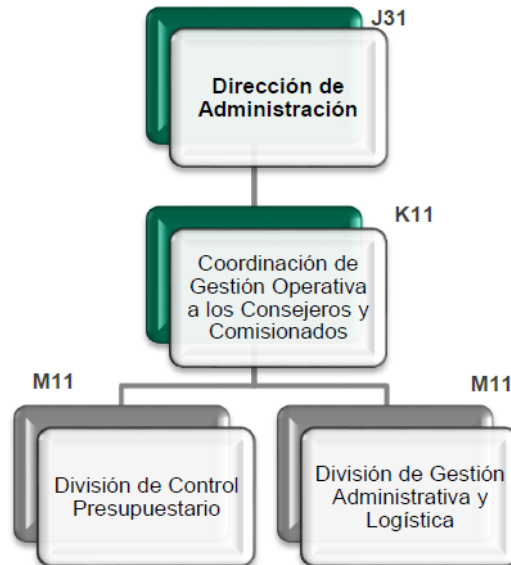 J31
Dirección de
Administración
K11
Coordinación de
Gestión Operativa
a los Consejeros y
Comisionados
M11
División de Control
Presupuestario
M11
División de Gestión
Administrativa y
Logística